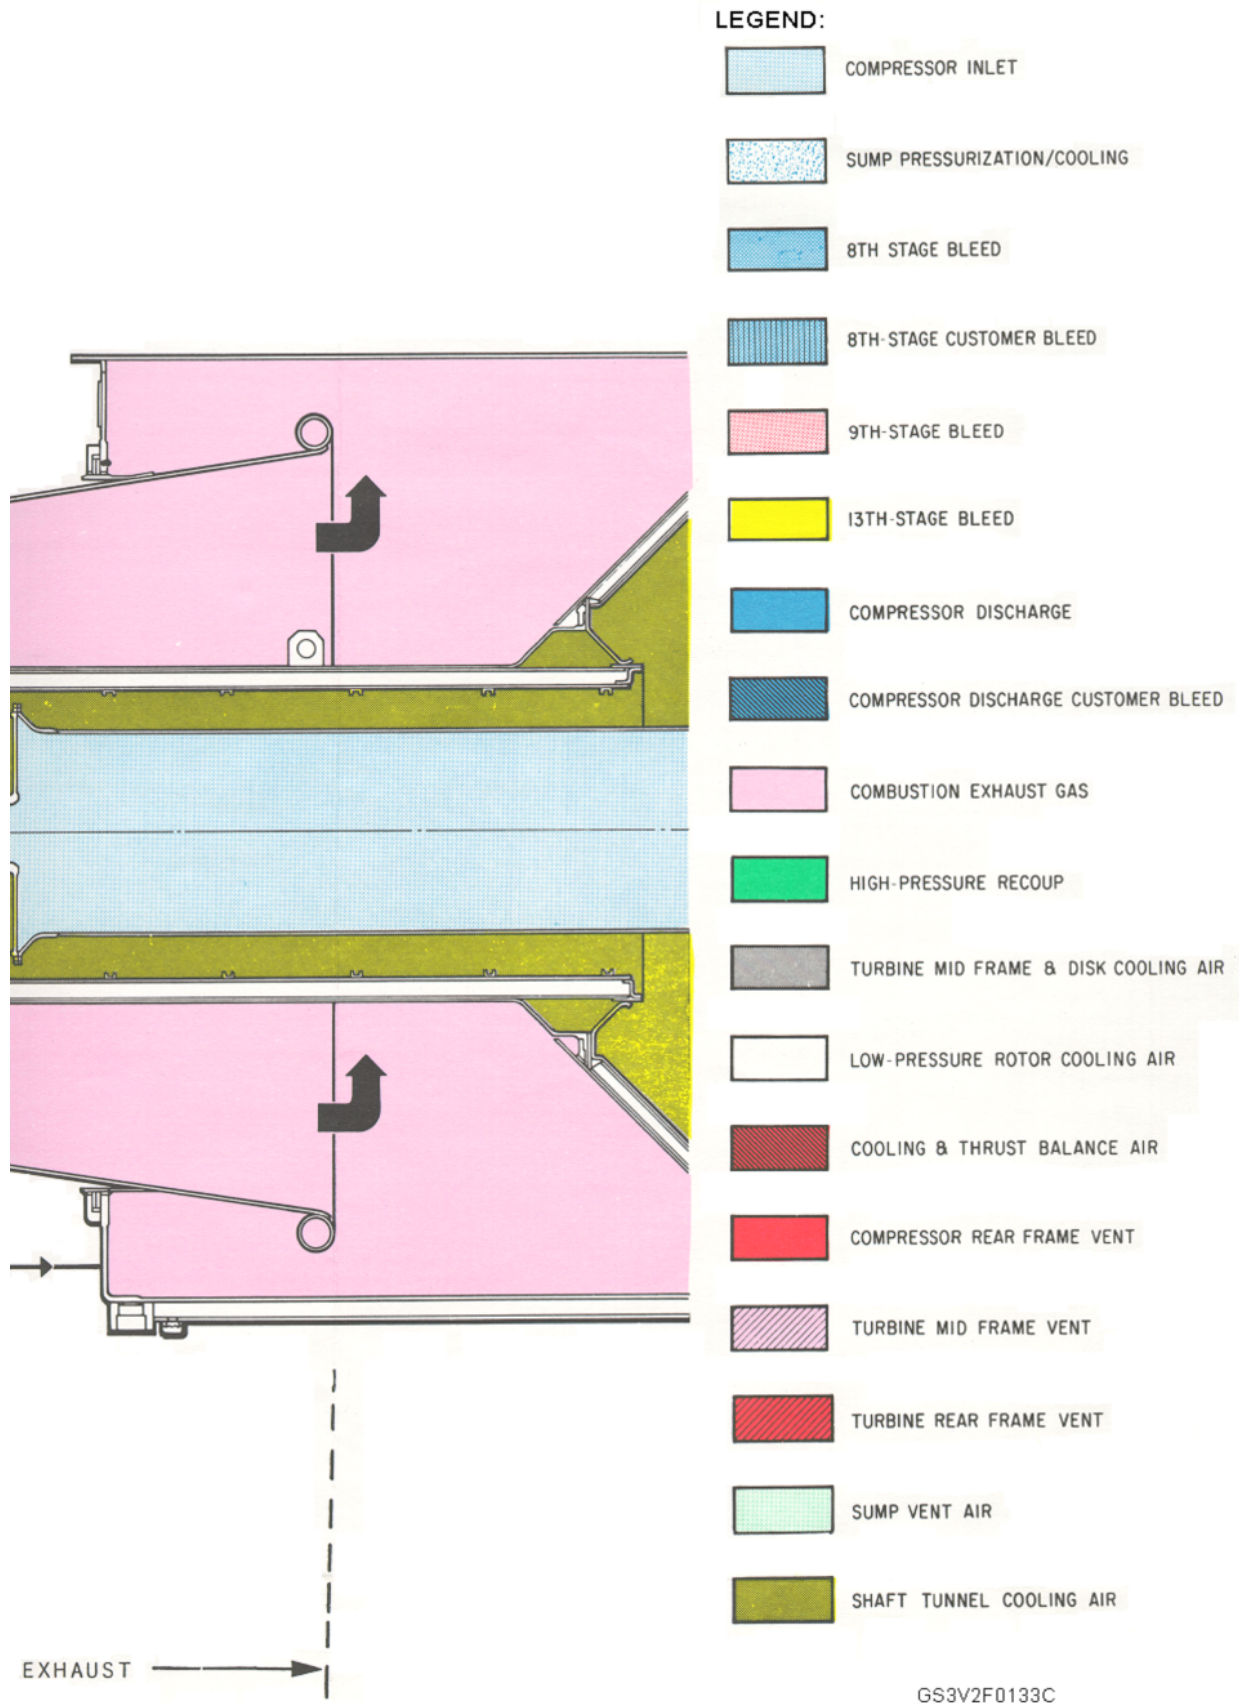 LEGEND:
COMPRESSOR INLET
SUMP PRESSURIZATION/COOLING
8TH STAGE BLEED
8TH-STAGE CUSTOMER BLEED
9TH-STAGE BLEED
13TH-STAGE BLEED
COMPRESSOR DISCHARGE
COMPRESSOR DISCHARGE CUSTOMER BLEED
COMBUSTION EXHAUST GAS
HIGH-PRESSURE RECOUP
TURBINE MID FRAME & DISK COOLING AIR
LOW-PRESSURE ROTOR COOLING AIR
COOLING & THRUST BALANCE AIR
COMPRESSOR REAR FRAME VENT
TURBINE MID FRAME VENT
TURBINE REAR FRAME VENT
SUMP VENT AIR
SHAFT TUNNEL COOLING AIR
EXHAUST
GS3V2F0133C